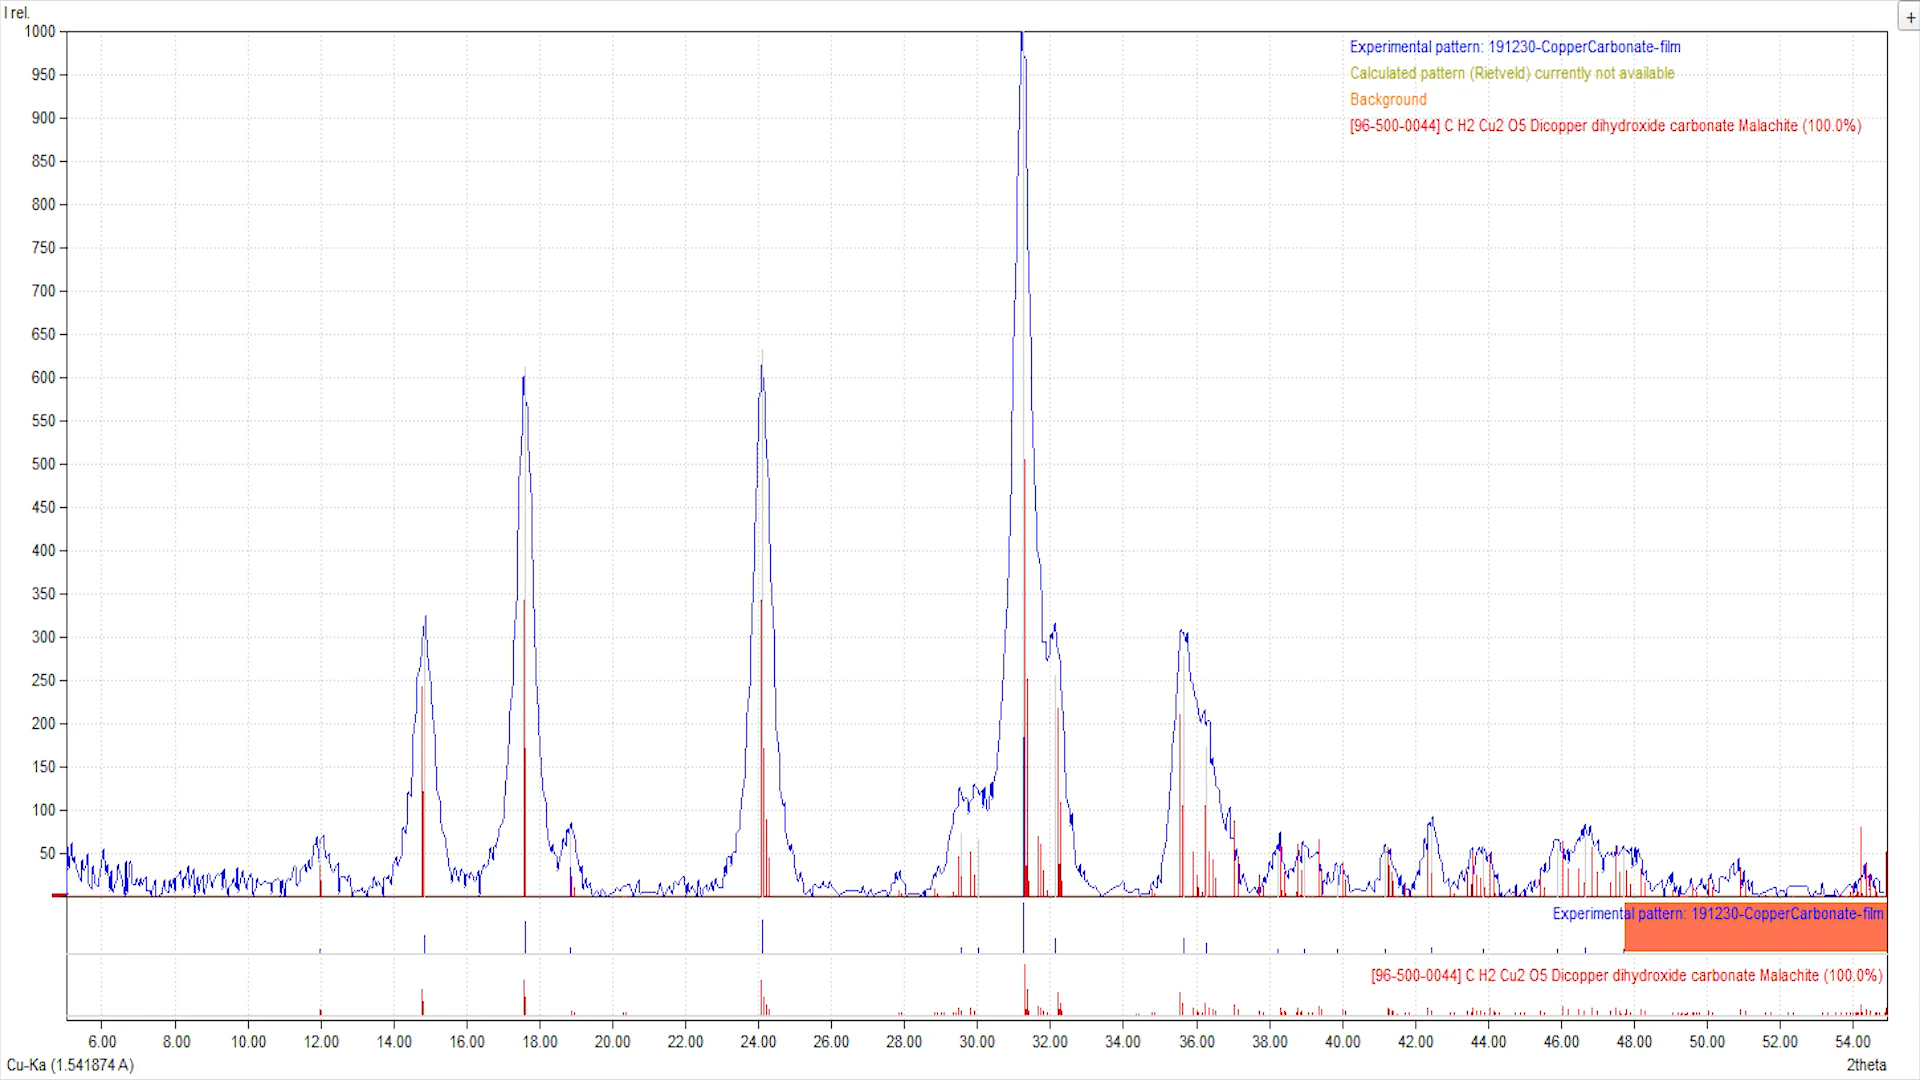 I rel.
+
1000
950
900
850
800
750
700
650
600
550
500
450
400
350
300
250
200
150
100
50
Experimental pattern: 191230-CopperCarbonate-film
Calculated pattern (Rietveld) currently not available
Background
[96-500-0044] C H2 Cu2 O5 Dicopper dihydroxide carbonate Malachite (100.0%)
Experimental pattern: 191230-CopperCarbonate-film
[96-500-0044] C H2 Cu2 O5 Dicopper dihydroxide carbonate Malachite (100.0%)
6.00 8.00 10.00 12.00 14.00 16.00 18.00 20.00 22.00 24.00 26.00 28.00 30.00 32.00 34.00 36.00 38.00 40.00 42.00 44.00 46.00 48.00 50.00 52.00 54.00
Cu-Ka (1.541874 A) 2theta